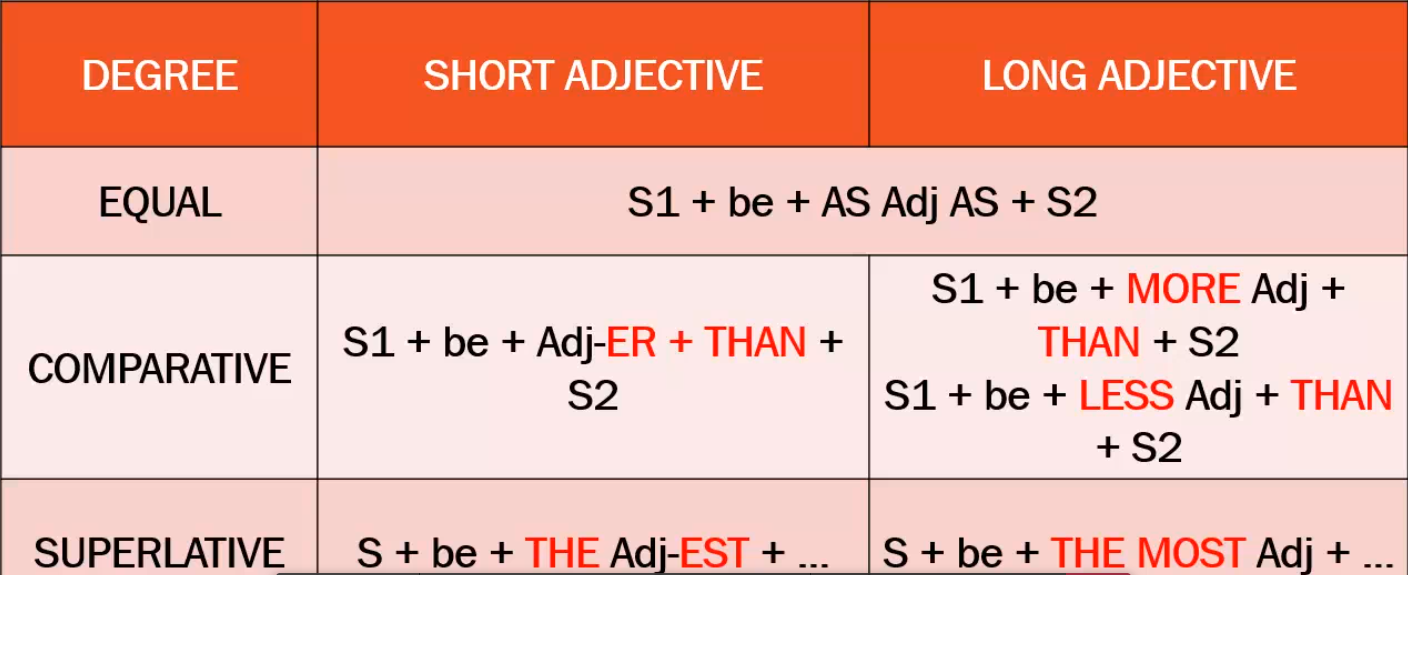 DEGREE
SHORT ADJECTIVE
LONG ADJECTIVE
EQUAL
S1 + be + AS Adj AS + S2
COMPARATIVE
S1 + be + Adj-ER + THAN +
S2
S1 + be + MORE Adj +
THAN + S2
S1 + be + LESS Adj + THAN
+ S2
SUPERLATIVE
S + be + THE Adj-EST + ...
S + be + THE MOST Adj + ...